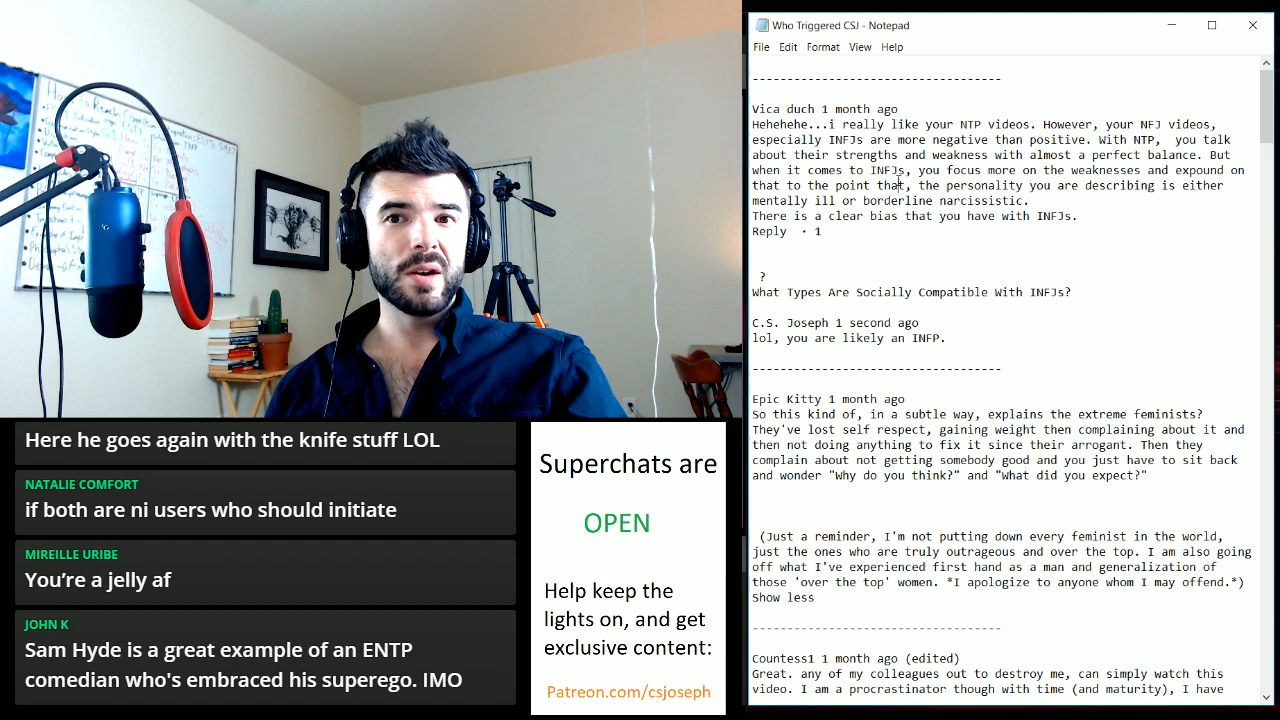 Here he goes again with the knife stuff LOL
NATALIE COMFORT
if both are ni users who should initiate
MIREILLE URIBE
You're a jelly af
JOHN K
Sam Hyde is a great example of an ENTP
comedian who's embraced his superego. IMO
Superchats are
OPEN
Help keep the
lights on, and get
exclusive content:
Patreon.com/csjoseph
Who Triggered CSJ - Notepad
File Edit Format View Help
------------------------------------
Vica duch 1 month ago
Hehehehe...i really like your NTP videos. However, your NFJ videos,
especially INFJs are more negative than positive. With NTP,  you talk
about their strengths and weakness with almost a perfect balance. But
when it comes to INFJs, you focus more on the weaknesses and expound on
that to the point that, the personality you are describing is either
mentally ill or borderline narcissistic.
There is a clear bias that you have with INFJs.
Reply  · 1
?
What Types Are Socially Compatible With INFJs?
C.S. Joseph 1 second ago
lol, you are likely an INFP.
------------------------------------
Epic Kitty 1 month ago
So this kind of, in a subtle way, explains the extreme feminists?
They've lost self respect, gaining weight then complaining about it and
then not doing anything to fix it since their arrogant. Then they
complain about not getting somebody good and you just have to sit back
and wonder "Why do you think?" and "What did you expect?"
(Just a reminder, I'm not putting down every feminist in the world,
just the ones who are truly outrageous and over the top. I am also going
off what I've experienced first hand as a man and generalization of
those 'over the top' women. *I apologize to anyone whom I may offend.*)
Show less
------------------------------------
Countess1 1 month ago (edited)
Great. any of my colleagues out to destroy me, can simply watch this
video. I am a procrastinator though with time (and maturity), I have